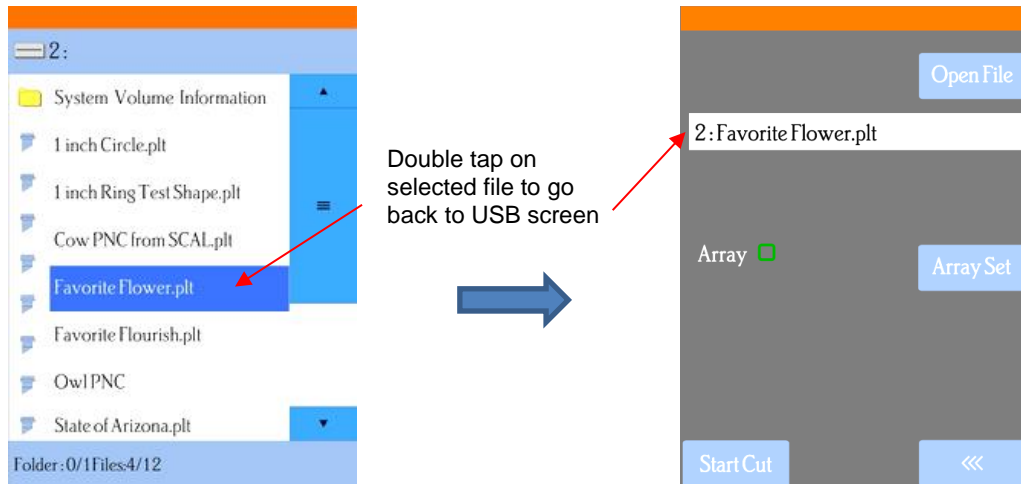 2:
System Volume Information
1 inch Circle.plt
1 inch Ring Test Shape.plt
Cow PNC from SCAL.plt
Favorite Flower.plt
Favorite Flourish.plt
Owl PNC
State of Arizona.plt
Folder:0/1Files:4/12
Double tap on
selected file to go
back to USB screen
Open File
2:Favorite Flower.plt
Array
Array Set
Start Cut
<<<